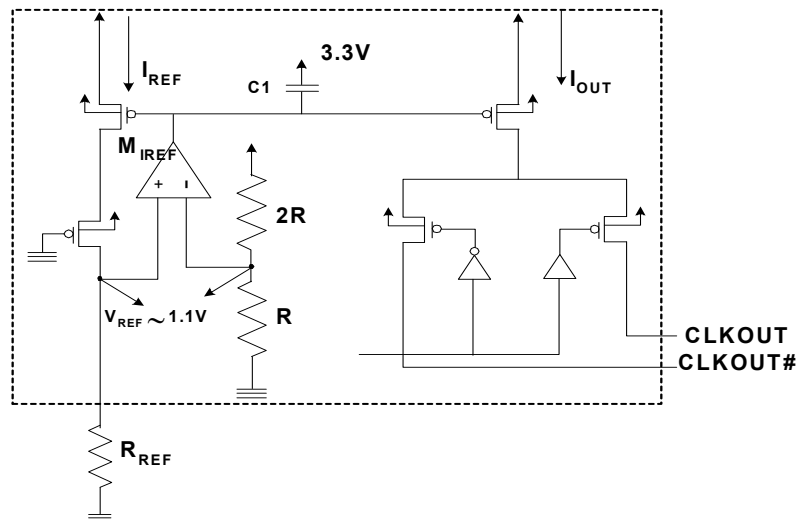 3.3V
I REF
C1
I OUT
M IREF
+ -
2R
V REF ~ 1.1V
R
CLKOUT
CLKOUT#
R REF